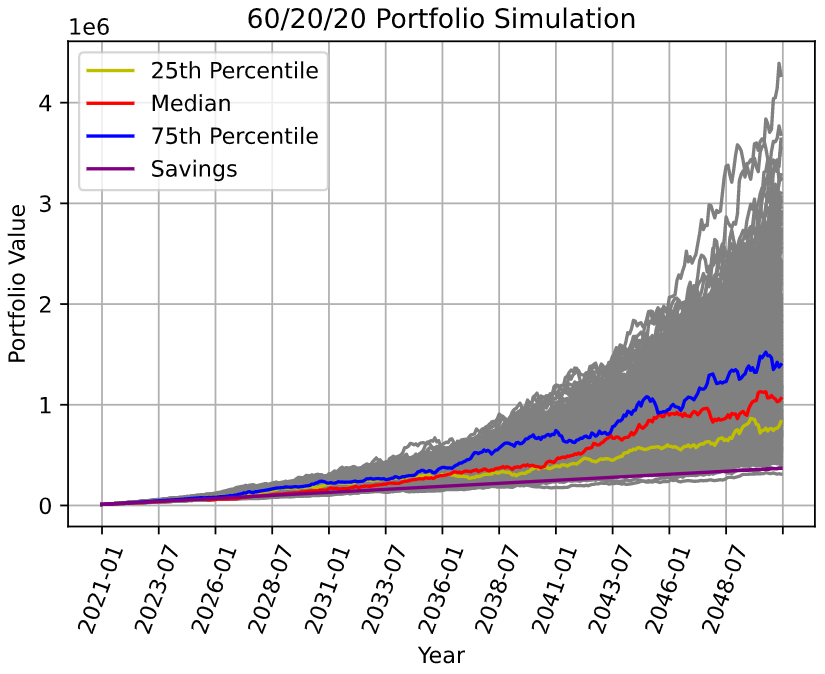 60/20/20 Portfolio Simulation
1e6
25th Percentile
Median
75th Percentile
Savings
4
3
2
1
0
Portfolio Value
2021-01
2023-07
2026-01
2028-07
2031-01
2033-07
2036-01
2038-07
2041-01
2043-07
2046-01
2048-07
Year